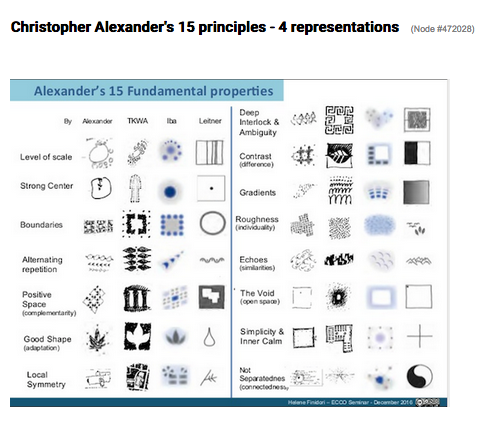 Christopher Alexander's 15 principles - 4 representations (Node #472028)
Alexander's 15 Fundamental properties
By Alexander TKWA Iba Leitner
Level of scale
Strong Center
Boundaries
Alternating
repetition
Positive
Space
(complementarity)
Good Shape
(adaptation)
Local
Symmetry
Deep
Interlock &
Ambiguity
Contrast
(difference)
Gradients
Roughness
(individuality)
Echoes
(similarities)
The Void
(open space)
Simplicity &
Inner Calm
Not
Separatednes
(connectedness)
Helene Finidori – ECCO Seminar - December 2016